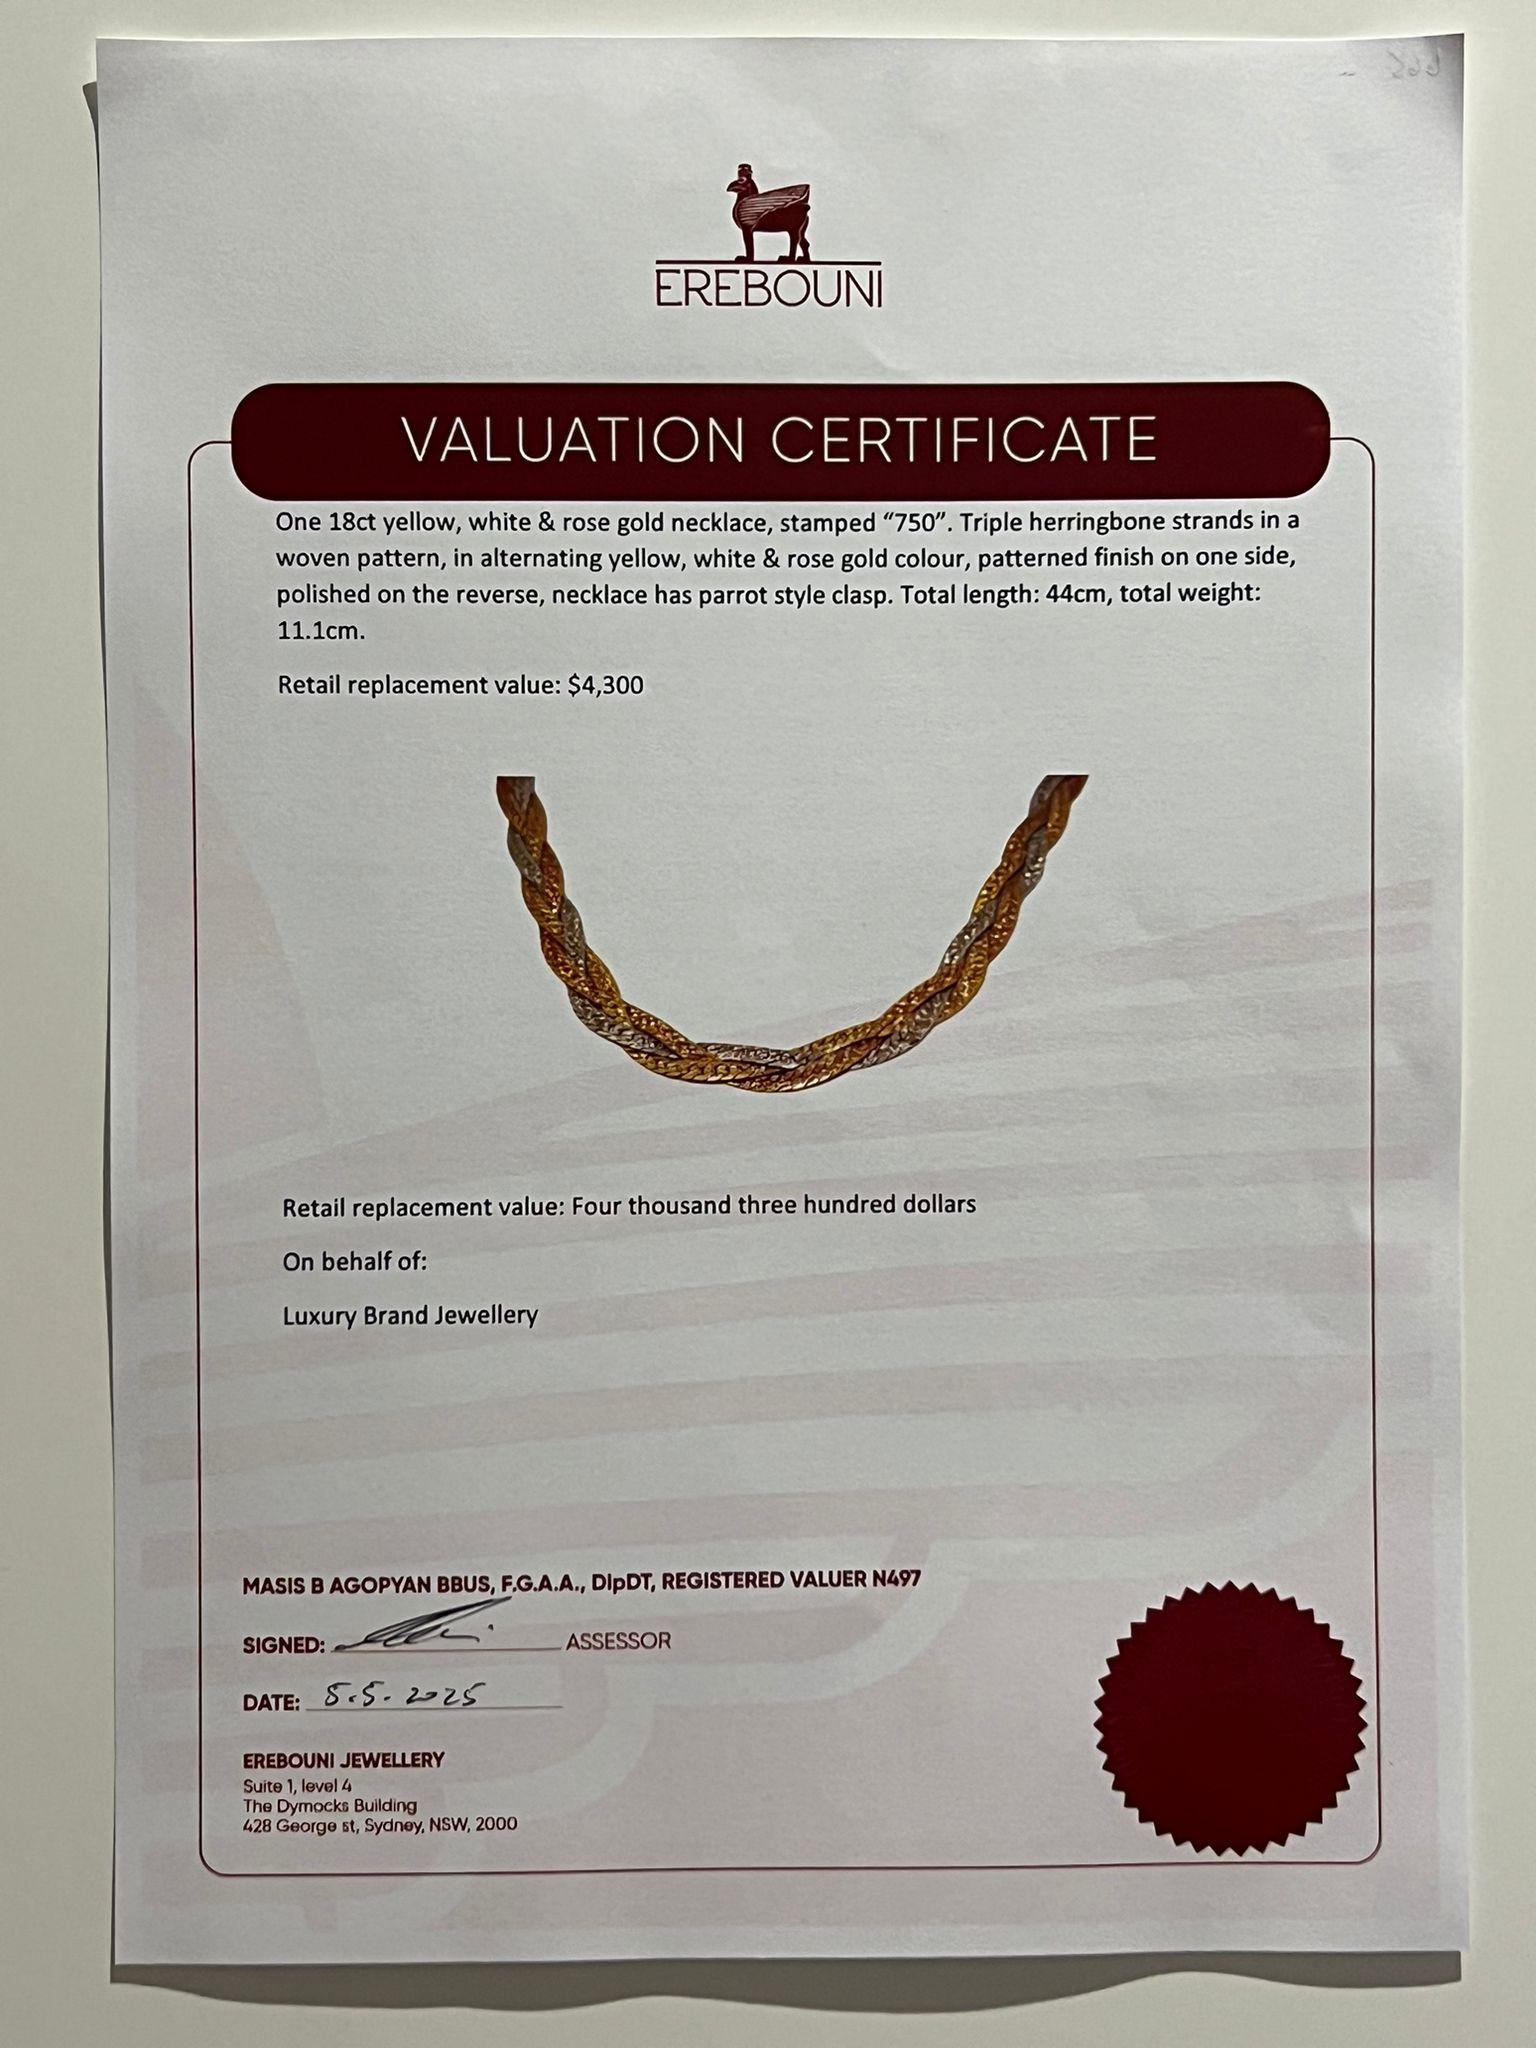 EREBOUNI
VALUATION CERTIFICATE
One 18ct yellow, white & rose gold necklace, stamped “750”. Triple herringbone strands in a
woven pattern, in alternating yellow, white & rose gold colour, patterned finish on one side,
polished on the reverse, necklace has parrot style clasp. Total length: 44cm, total weight:
11.1cm.
Retail replacement value: $4,300
Retail replacement value: Four thousand three hundred dollars
On behalf of:
Luxury Brand Jewellery
MASIS B AGOPYAN BBUS, F.G.A.A., DipDT, REGISTERED VALUER N497
SIGNED: ASSESSOR
DATE: 5.5.2025
EREBOUNI JEWELLERY
Suite 1, level 4
The Dymocks Building
428 George st, Sydney, NSW, 2000